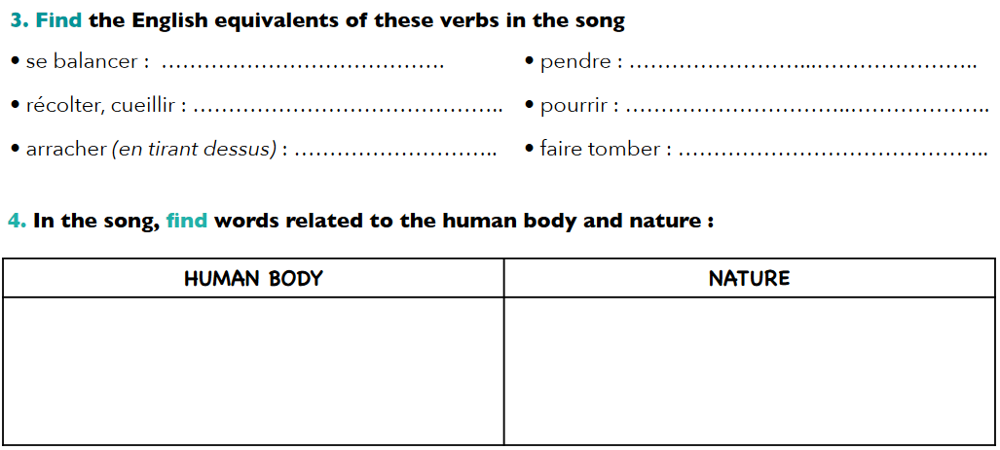 3. Find the English equivalents of these verbs in the song
• se balancer : ………………………………….
• pendre : ……………………...…………………..
• récolter, cueillir : ……………………………………..
• pourrir : …………………………..………………..
• arracher (en tirant dessus) : ………………………..
• faire tomber : ……………………………………..
4. In the song, find words related to the human body and nature :
HUMAN BODY
NATURE